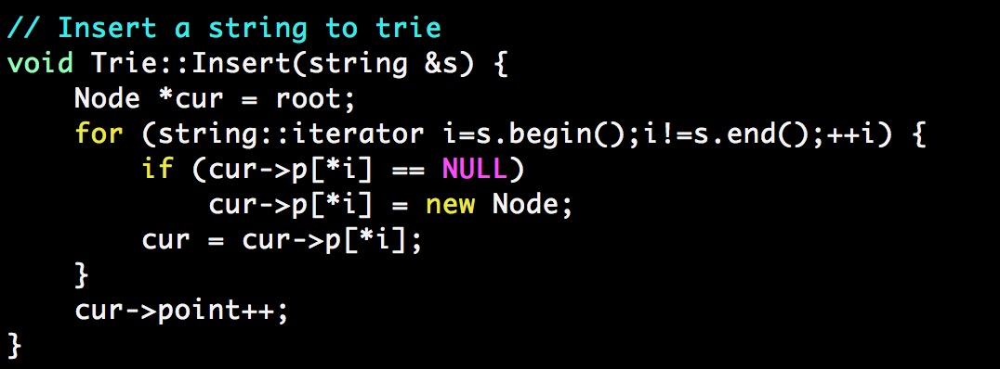 // Insert a string to trie
void Trie::Insert(string &s) {
    Node *cur = root;
    for (string::iterator i=s.begin();i!=s.end();++i) {
        if (cur->p[*i] == NULL)
            cur->p[*i] = new Node;
        cur = cur->p[*i];
    }
    cur->point++;
}